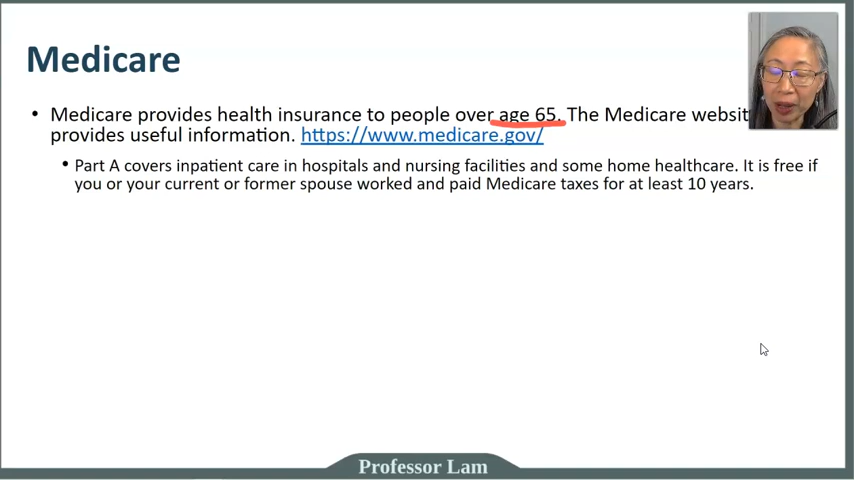 Medicare
• Medicare provides health insurance to people over age 65. The Medicare websit
provides useful information. https://www.medicare.gov/
• Part A covers inpatient care in hospitals and nursing facilities and some home healthcare. It is free if
you or your current or former spouse worked and paid Medicare taxes for at least 10 years.
Professor Lam